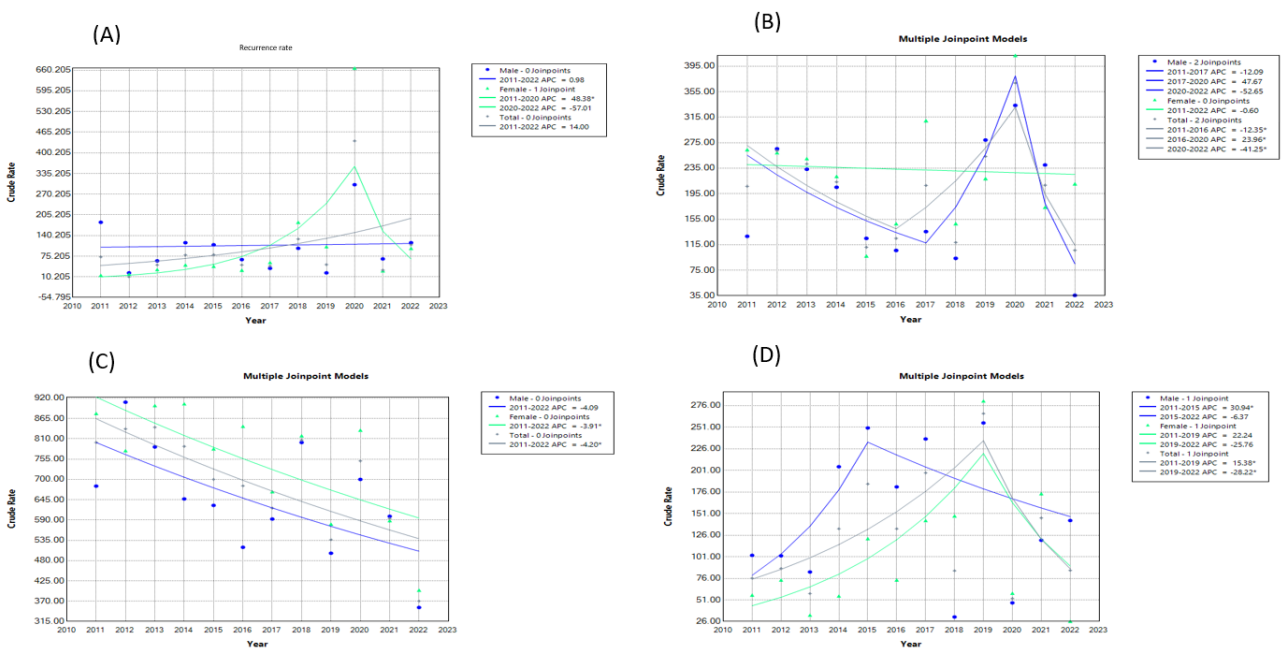 (A)
Recurrence rate
Crude Rate
660.205
595.205
530.205
465.205
400.205
335.205
270.205
205.205
140.205
75.205
10.205
-54.795
2010 2011 2012 2013 2014 2015 2016 2017 2018 2019 2020 2021 2022 2023
Year
Male - 0 Joinpoints
2011-2022 APC = 0.98
Female - 1 Joinpoint
2011-2020 APC = 48.38*
2020-2022 APC = -57.01
Total - 0 Joinpoints
2011-2022 APC = 14.00
(B)
Multiple Joinpoint Models
Crude Rate
395.00
355.00
315.00
275.00
235.00
195.00
155.00
115.00
75.00
35.00
2010 2011 2012 2013 2014 2015 2016 2017 2018 2019 2020 2021 2022 2023
Year
Male - 2 Joinpoints
2011-2017 APC = -12.09
2017-2020 APC = 47.67
2020-2022 APC = -52.65
Female - 0 Joinpoints
2011-2022 APC = -0.60
Total - 2 Joinpoints
2011-2016 APC = -12.35*
2016-2020 APC = 23.96*
2020-2022 APC = -41.25*
(C)
Multiple Joinpoint Models
Crude Rate
920.00
865.00
810.00
755.00
700.00
645.00
590.00
535.00
480.00
425.00
370.00
315.00
2010 2011 2012 2013 2014 2015 2016 2017 2018 2019 2020 2021 2022 2023
Year
Male - 0 Joinpoints
2011-2022 APC = -4.09
Female - 0 Joinpoints
2011-2022 APC = -3.91*
Total - 0 Joinpoints
2011-2022 APC = -4.20*
(D)
Multiple Joinpoint Models
Crude Rate
276.00
251.00
226.00
201.00
176.00
151.00
126.00
101.00
76.00
51.00
26.00
2010 2011 2012 2013 2014 2015 2016 2017 2018 2019 2020 2021 2022 2023
Year
Male - 1 Joinpoint
2011-2015 APC = 30.94*
2015-2022 APC = -6.37
Female - 1 Joinpoint
2011-2019 APC = 22.24
2019-2022 APC = -25.76
Total - 1 Joinpoint
2011-2019 APC = 15.38*
2019-2022 APC = -28.22*